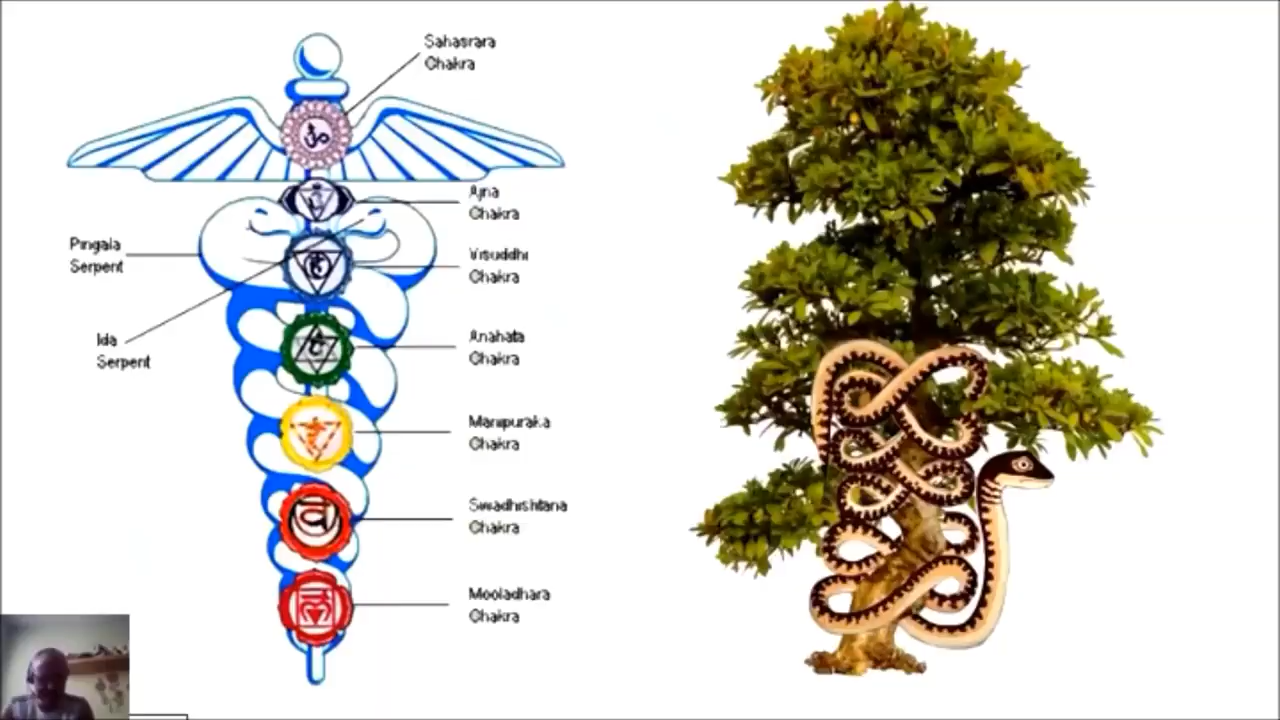 Sahasrara
Chakra
Ajna
Chakra
Pingala
Serpent
Visuddhi
Chakra
Ida
Serpent
Anahata
Chakra
Manipuraka
Chakra
Swadhishtana
Chakra
Mooladhara
Chakra